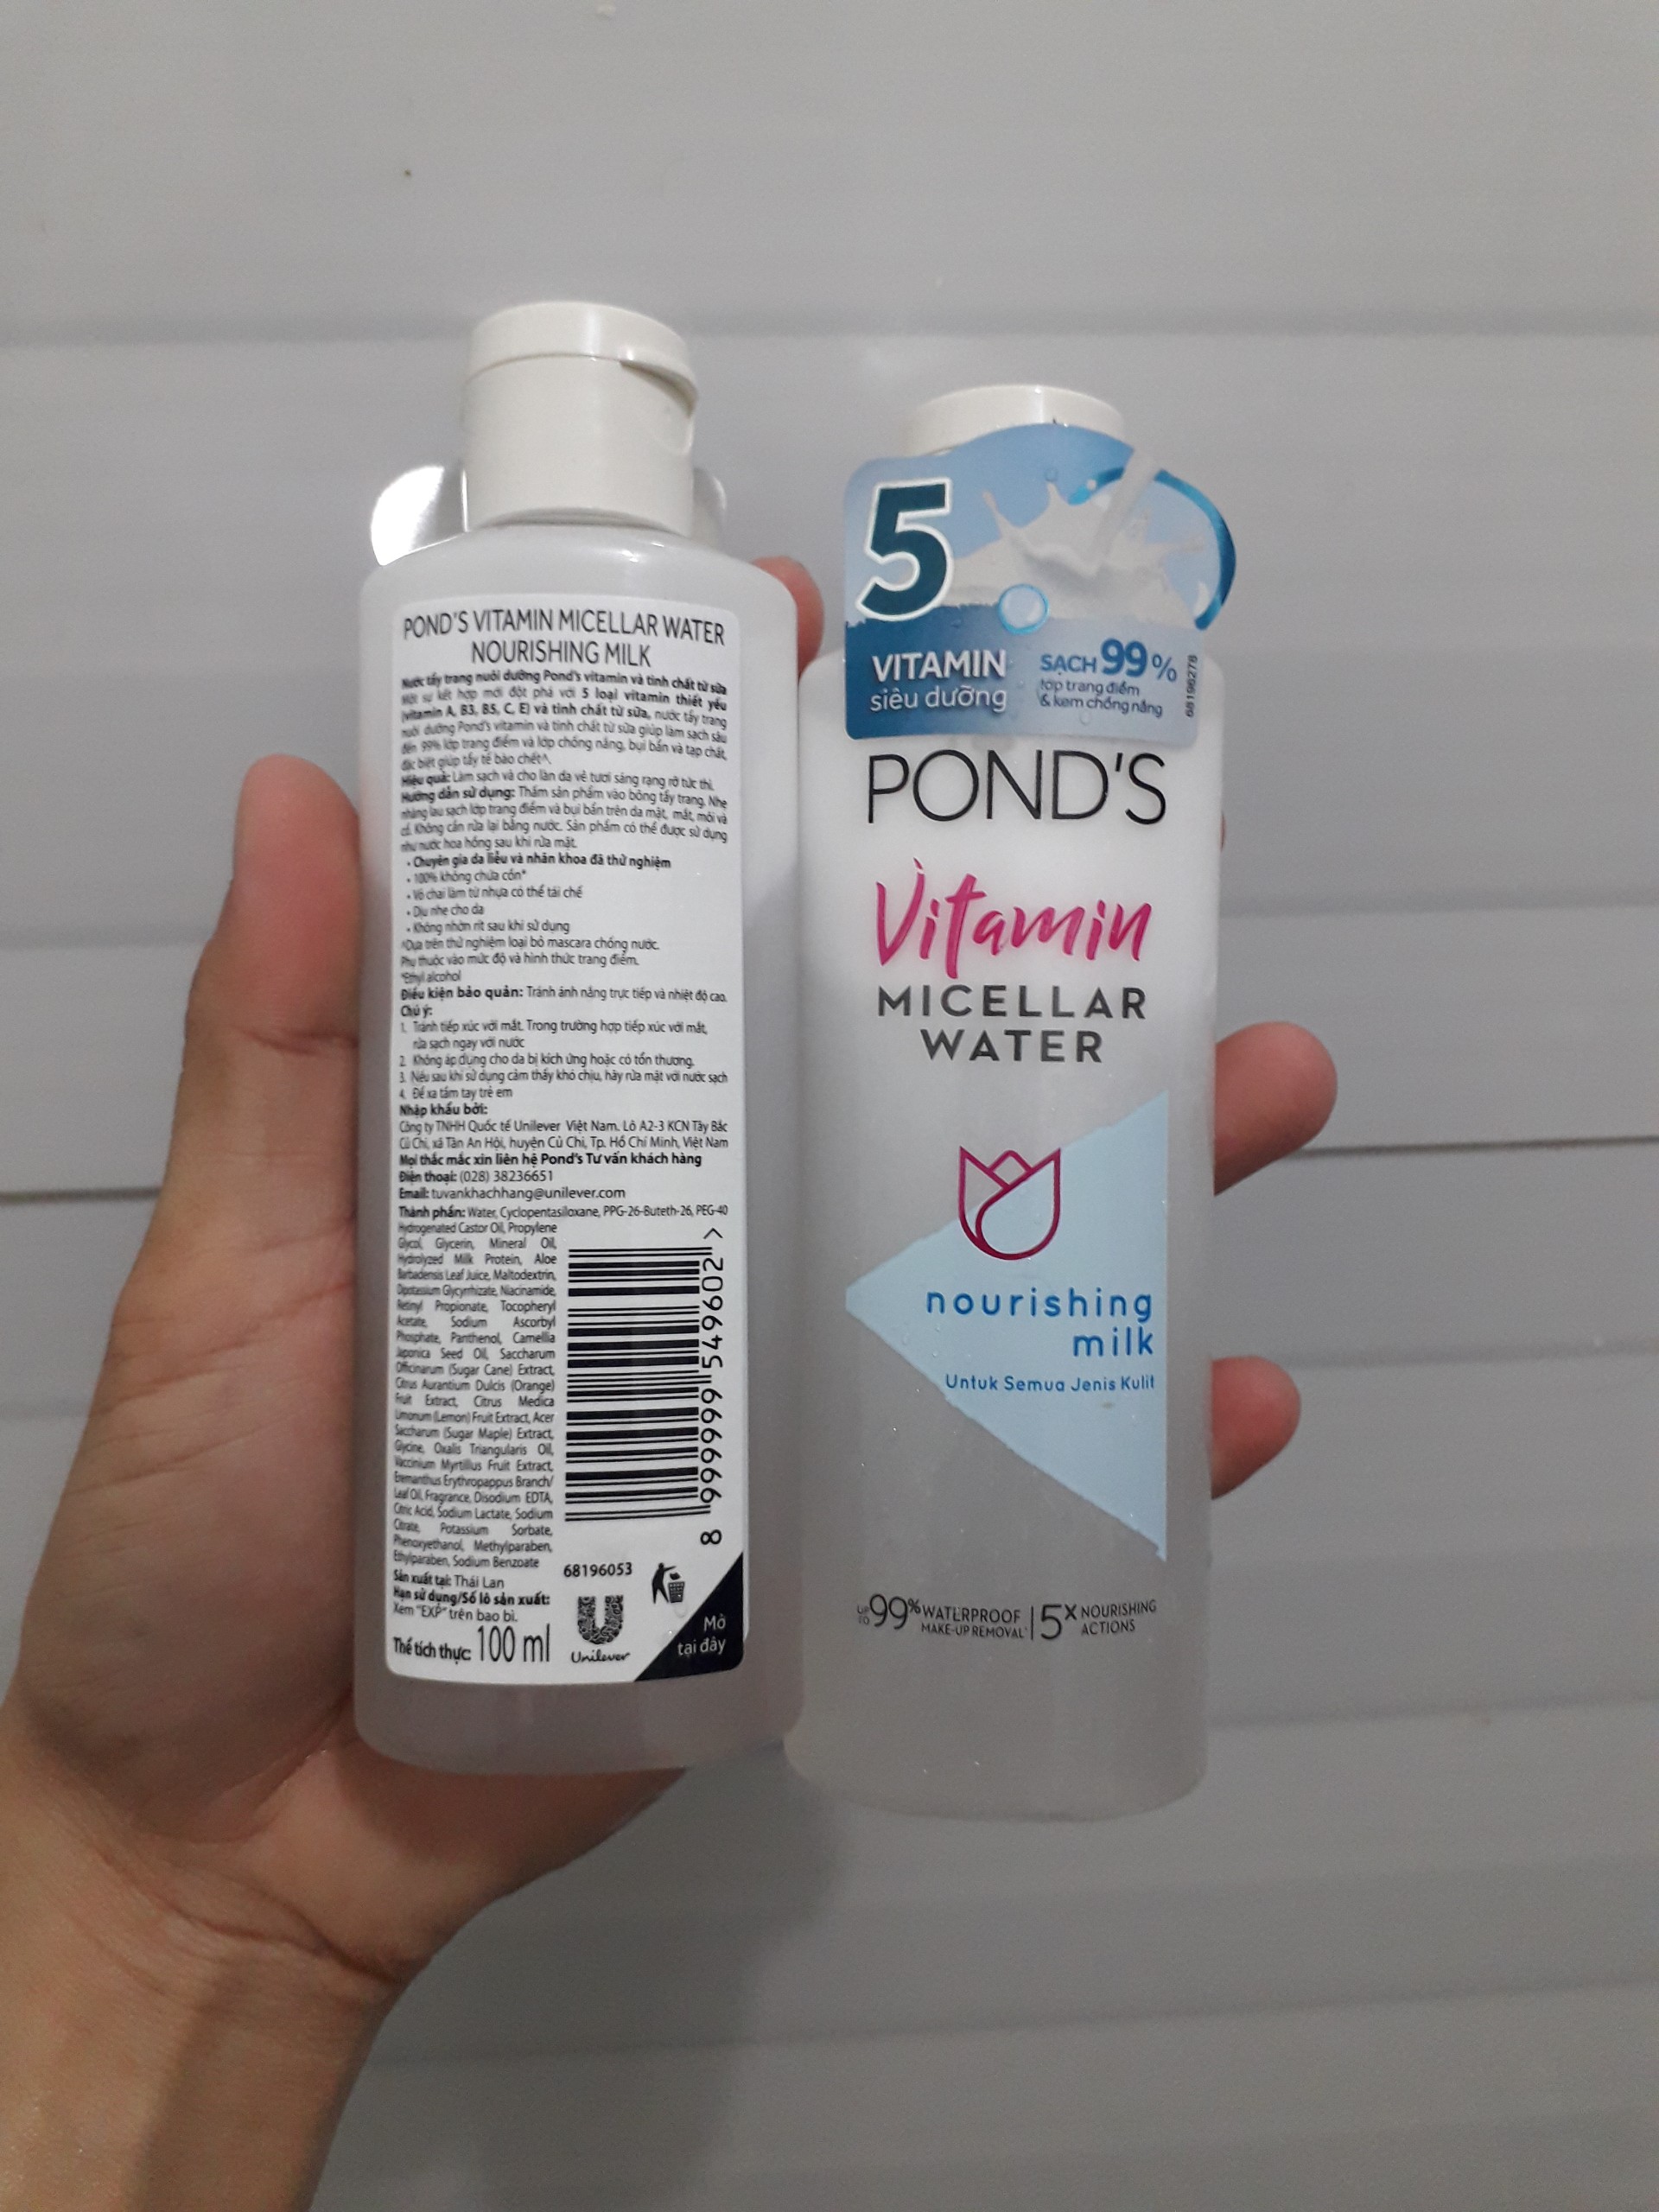 POND'S VITAMIN MICELLAR WATER
NOURISHING MILK
Nước tẩy trang nuôi dưỡng Pond's vitamin và tinh chất từ sữa
Một sự kết hợp mới đột phá với 5 loại vitamin thiết yếu
(vitamin A, B3, B5, C, E) và tinh chất từ sữa, nước tẩy trang
nuôi dưỡng Pond's vitamin và tinh chất từ sữa giúp làm sạch sâu
đến 99% lớp trang điểm và lớp chống nắng, bụi bẩn và tạp chất,
đặc biệt giúp tẩy tế bào chết^.
Hiệu quả: Làm sạch và cho làn da vẻ tươi sáng rạng rỡ tức thì.
Hướng dẫn sử dụng: Thấm sản phẩm vào bông tẩy trang. Nhẹ
nhàng lau sạch lớp trang điểm và bụi bẩn trên da mặt, mắt, môi và
cổ. Không cần rửa lại bằng nước. Sản phẩm có thể được sử dụng
như nước hoa hồng sau khi rửa mặt.
• Chuyên gia da liễu và nhãn khoa đã thử nghiệm
• 100% không chứa cồn*
• Vỏ chai làm từ nhựa có thể tái chế
• Dịu nhẹ cho da
• Không nhờn rít sau khi sử dụng
^Dựa trên thử nghiệm loại bỏ mascara chống nước.
Phụ thuộc vào mức độ và hình thức trang điểm.
*Ethyl alcohol
Điều kiện bảo quản: Tránh ánh nắng trực tiếp và nhiệt độ cao.
Chú ý:
1. Tránh tiếp xúc với mắt. Trong trường hợp tiếp xúc với mắt,
rửa sạch ngay với nước
2. Không áp dụng cho da bị kích ứng hoặc có tổn thương.
3. Nếu sau khi sử dụng cảm thấy khó chịu, hãy rửa mặt với nước sạch
4. Để xa tầm tay trẻ em
Nhập khẩu bởi:
Công ty TNHH Quốc tế Unilever Việt Nam. Lô A2-3 KCN Tây Bắc
Củ Chi, xã Tân An Hội, huyện Củ Chi, Tp. Hồ Chí Minh, Việt Nam
Mọi thắc mắc xin liên hệ Pond's Tư vấn khách hàng
Điện thoại: (028) 38236651
Email: tuvankhachhang@unilever.com
Thành phần: Water, Cyclopentasiloxane, PPG-26-Buteth-26, PEG-40
Hydrogenated Castor Oil, Propylene
Glycol, Glycerin, Mineral Oil,
Hydrolyzed Milk Protein, Aloe
Barbadensis Leaf Juice, Maltodextrin,
Dipotassium Glycyrrhizate, Niacinamide,
Retinyl Propionate, Tocopheryl
Acetate, Sodium Ascorbyl
Phosphate, Panthenol, Camellia
Japonica Seed Oil, Saccharum
Officinarum (Sugar Cane) Extract,
Citrus Aurantium Dulcis (Orange)
Fruit Extract, Citrus Medica
Limonum (Lemon) Fruit Extract, Acer
Saccharum (Sugar Maple) Extract,
Glycine, Oxalis Triangularis Oil,
Vaccinium Myrtillus Fruit Extract,
Eremanthus Erythropappus Branch/
Leaf Oil, Fragrance, Disodium EDTA,
Citric Acid, Sodium Lactate, Sodium
Citrate, Potassium Sorbate,
Phenoxyethanol, Methylparaben,
Ethylparaben, Sodium Benzoate
Sản xuất tại: Thái Lan
Hạn sử dụng/Số lô sản xuất:
Xem "EXP" trên bao bì.
Thể tích thực: 100 ml
8 999999 549602 >
68196053
Unilever
Mở
tại đây
5
VITAMIN
siêu dưỡng
SẠCH 99%
lớp trang điểm
& kem chống nắng
68196278
POND'S
Vitamin
MICELLAR
WATER
nourishing
milk
Untuk Semua Jenis Kulit
UP TO 99% WATERPROOF
MAKE-UP REMOVAL
5X NOURISHING
ACTIONS